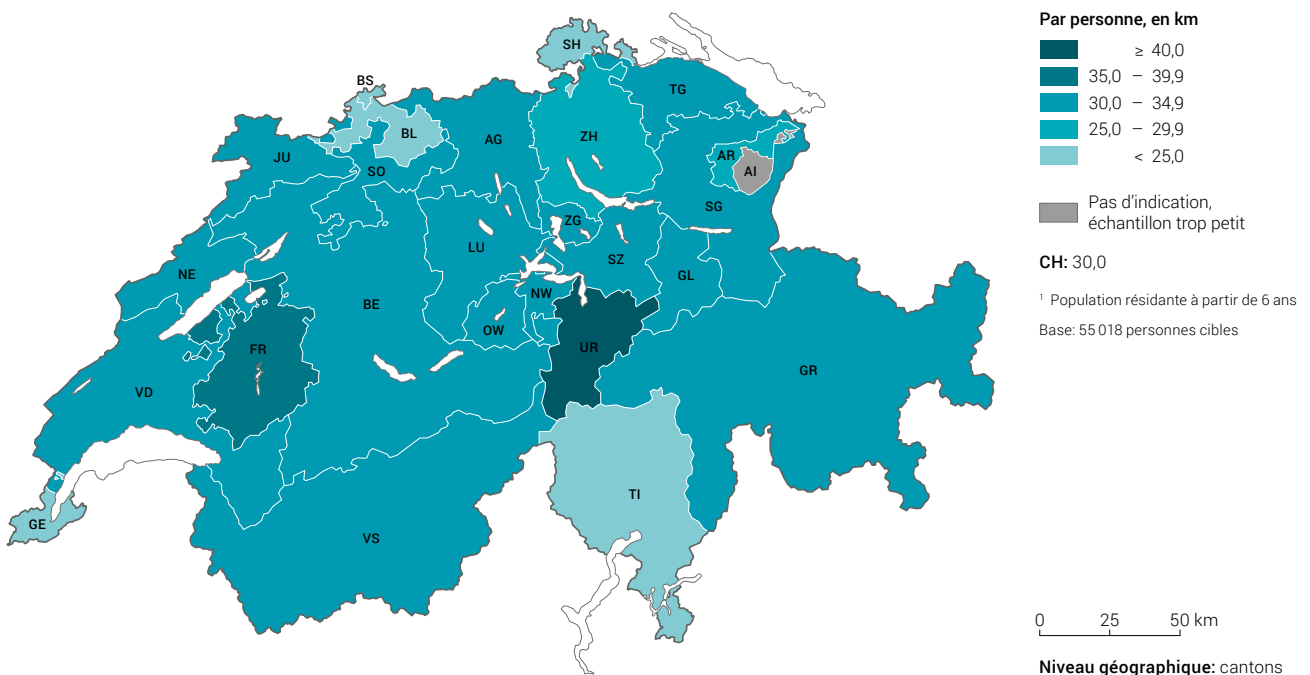 SH
BS
TG
BL
AG
ZH
JU
AR
SO
AI
SG
ZG
LU
SZ
NE
GL
NW
BE
OW
FR
UR
GR
VD
TI
GE
VS
Par personne, en km
≥ 40,0
35,0 – 39,9
30,0 – 34,9
25,0 – 29,9
< 25,0
Pas d'indication,
échantillon trop petit
CH: 30,0
¹ Population résidante à partir de 6 ans
Base: 55 018 personnes cibles
0 25 50 km
Niveau géographique: cantons